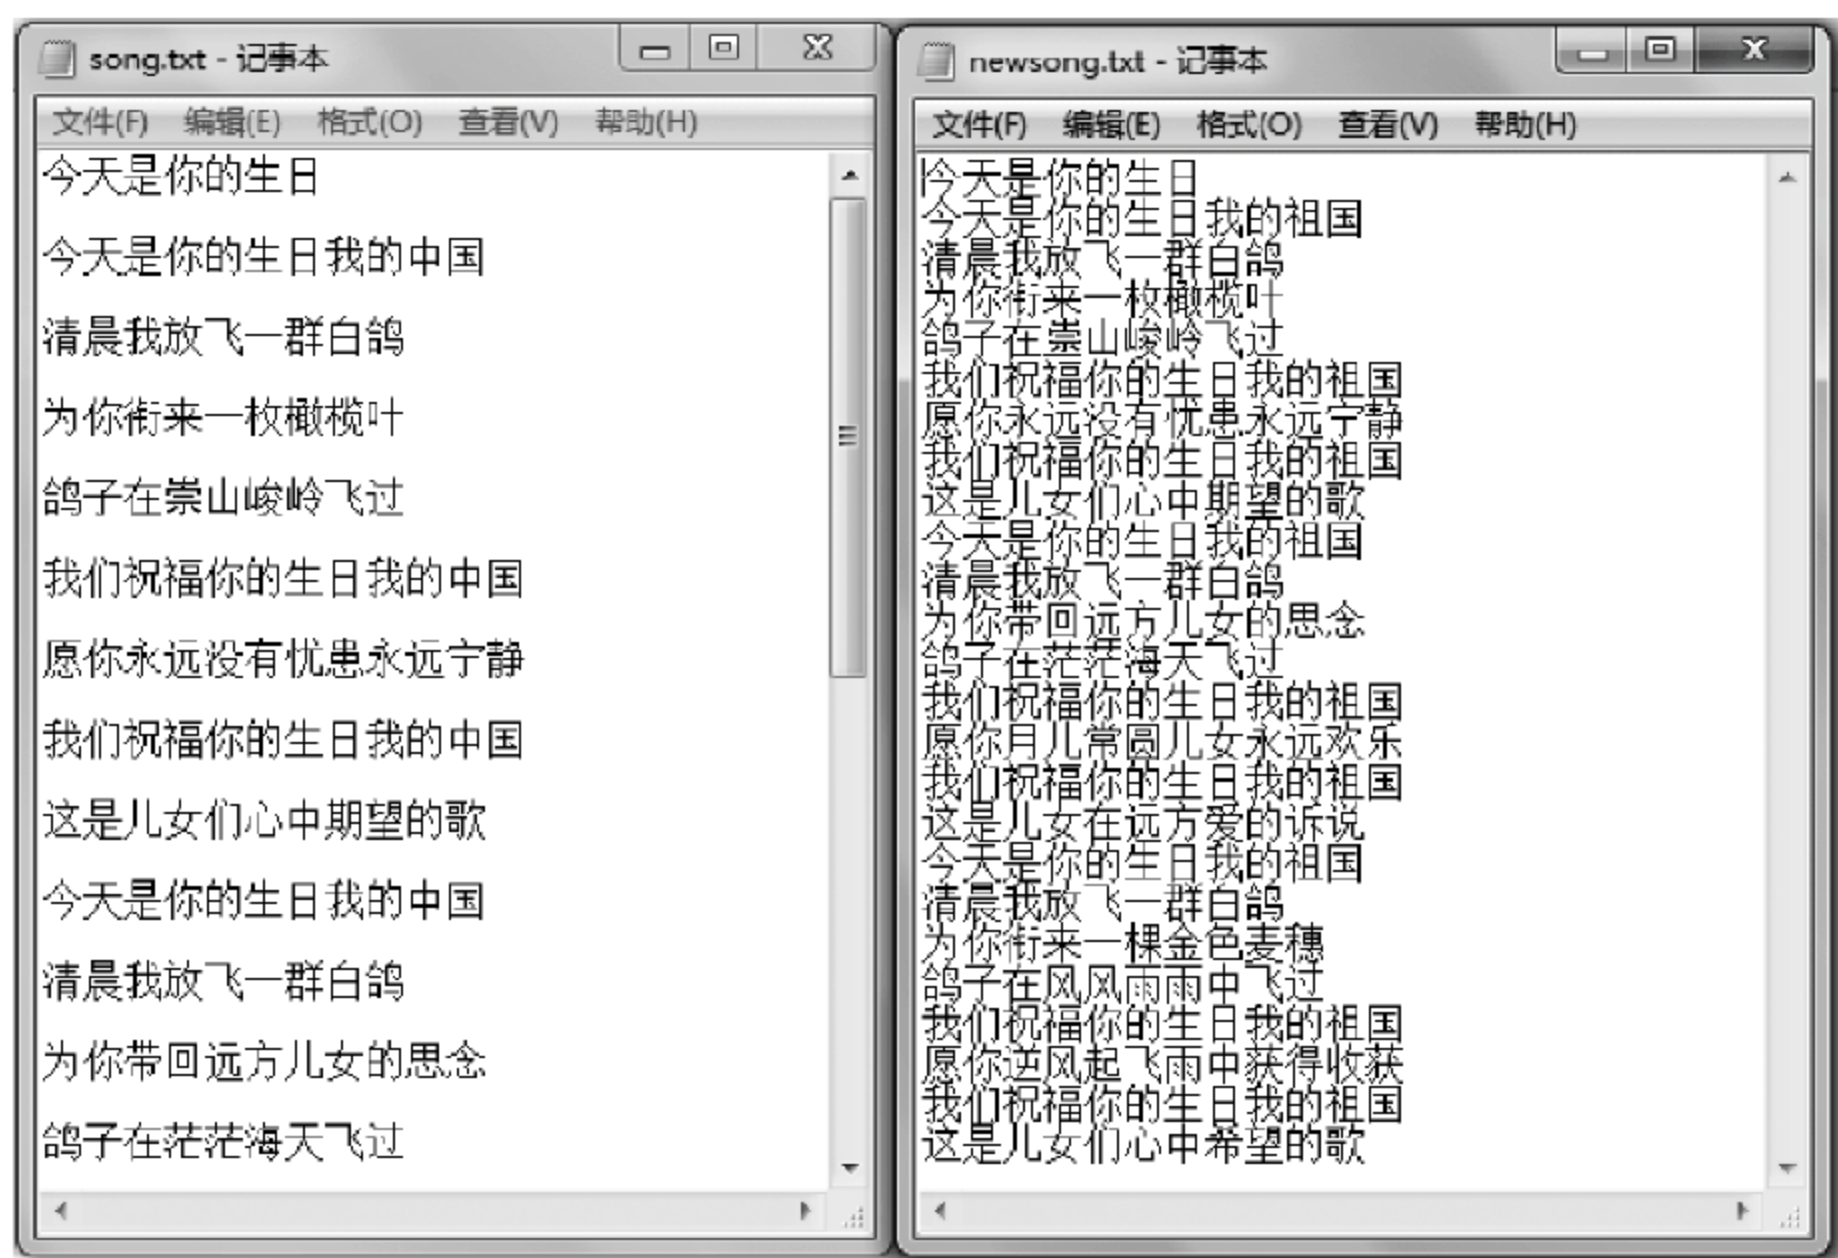 song.txt - 记事本
文件(F) 编辑(E) 格式(O) 查看(V) 帮助(H)
今天是你的生日
今天是你的生日我的中国
清晨我放飞一群白鸽
为你衔来一枚橄榄叶
鸽子在崇山峻岭飞过
我们祝福你的生日我的中国
愿你永远没有忧患永远宁静
我们祝福你的生日我的中国
这是儿女们心中期望的歌
今天是你的生日我的中国
清晨我放飞一群白鸽
为你带回远方儿女的思念
鸽子在茫茫海天飞过
newsong.txt - 记事本
文件(F) 编辑(E) 格式(O) 查看(V) 帮助(H)
今天是你的生日
今天是你的生日我的祖国
清晨我放飞一群白鸽
为你衔来一枚橄榄叶
鸽子在崇山峻岭飞过
我们祝福你的生日我的祖国
愿你永远没有忧患永远宁静
我们祝福你的生日我的祖国
这是儿女们心中期望的歌
今天是你的生日我的祖国
清晨我放飞一群白鸽
为你带回远方儿女的思念
鸽子在茫茫海天飞过
我们祝福你的生日我的祖国
愿你月儿常圆儿女永远欢乐
我们祝福你的生日我的祖国
这是儿女在远方爱的诉说
今天是你的生日我的祖国
清晨我放飞一群白鸽
为你衔来一棵金色麦穗
鸽子在风风雨雨中飞过
我们祝福你的生日我的祖国
愿你逆风起飞雨中获得收获
我们祝福你的生日我的祖国
这是儿女们心中希望的歌